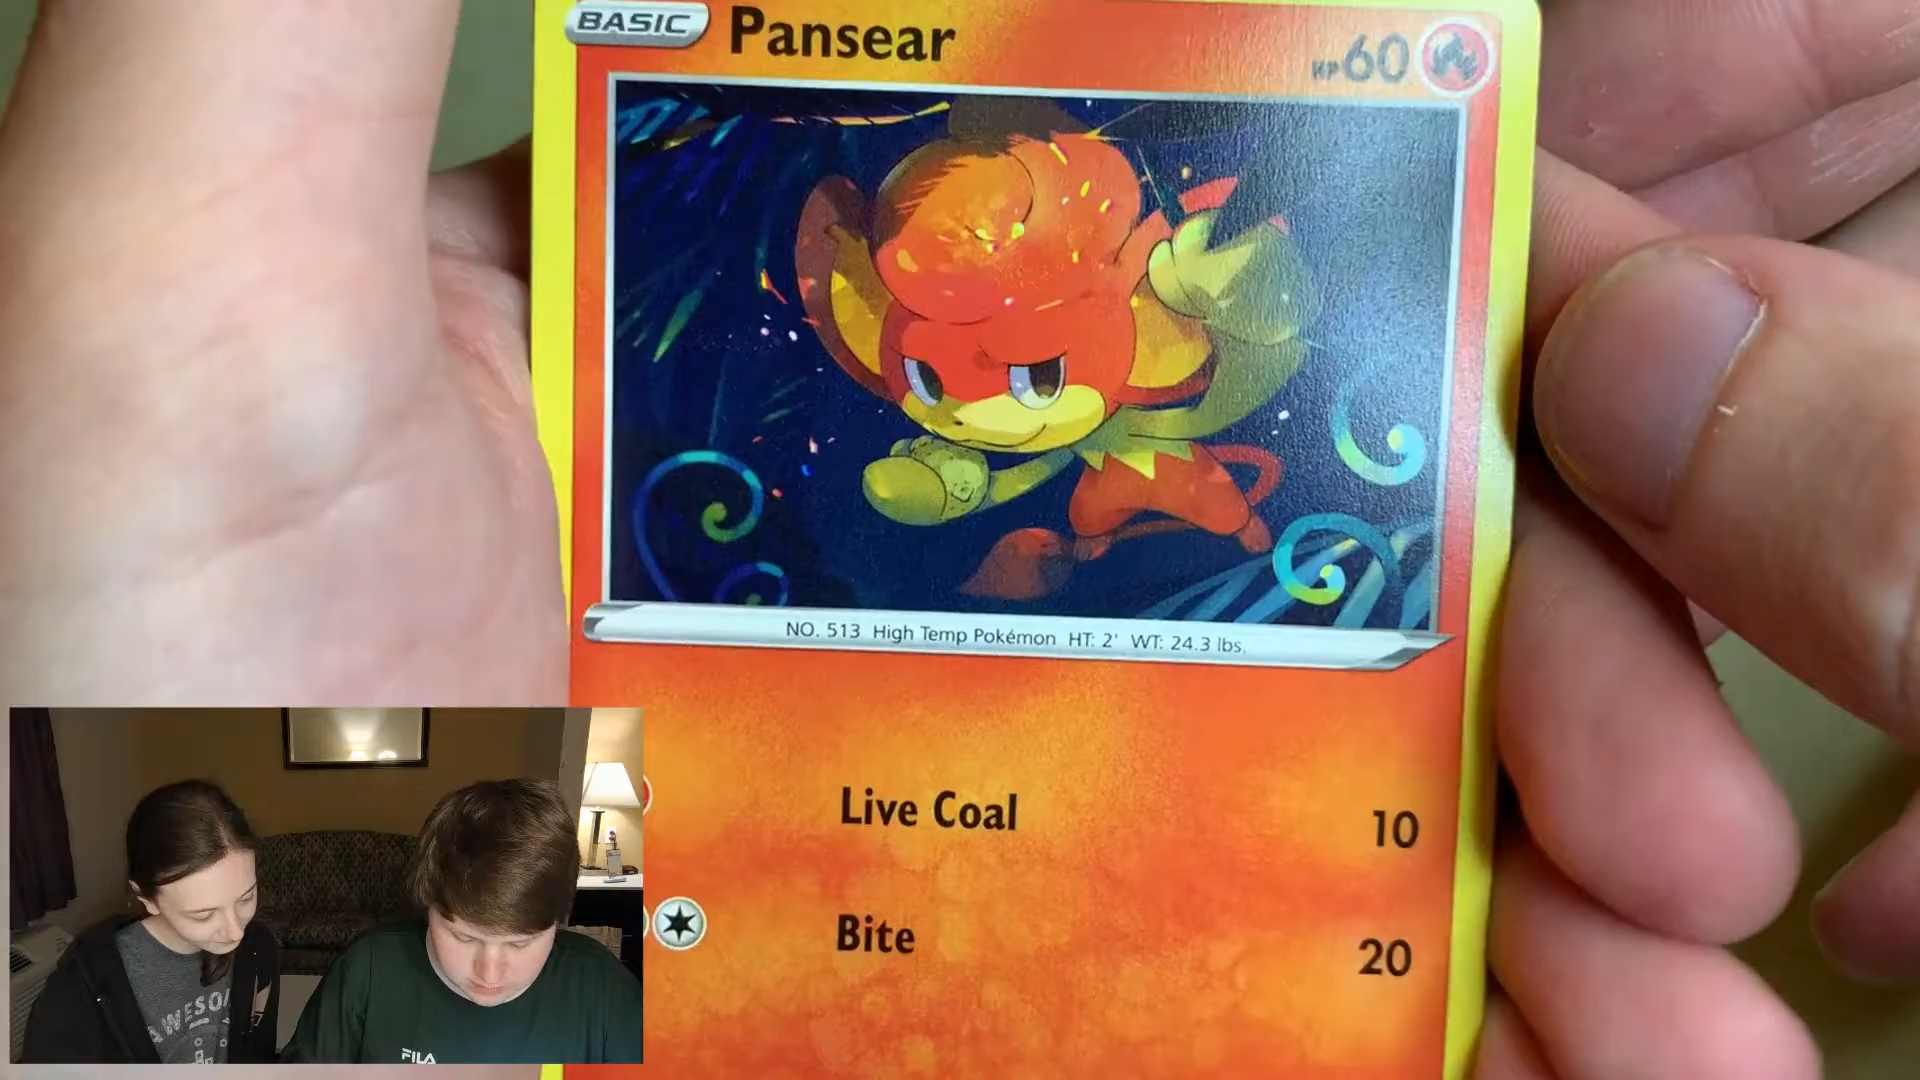 BASIC
Pansear
HP60
NO. 513 High Temp Pokémon HT: 2' WT: 24.3 lbs.
Live Coal
10
Bite
20
AWESO
FILA